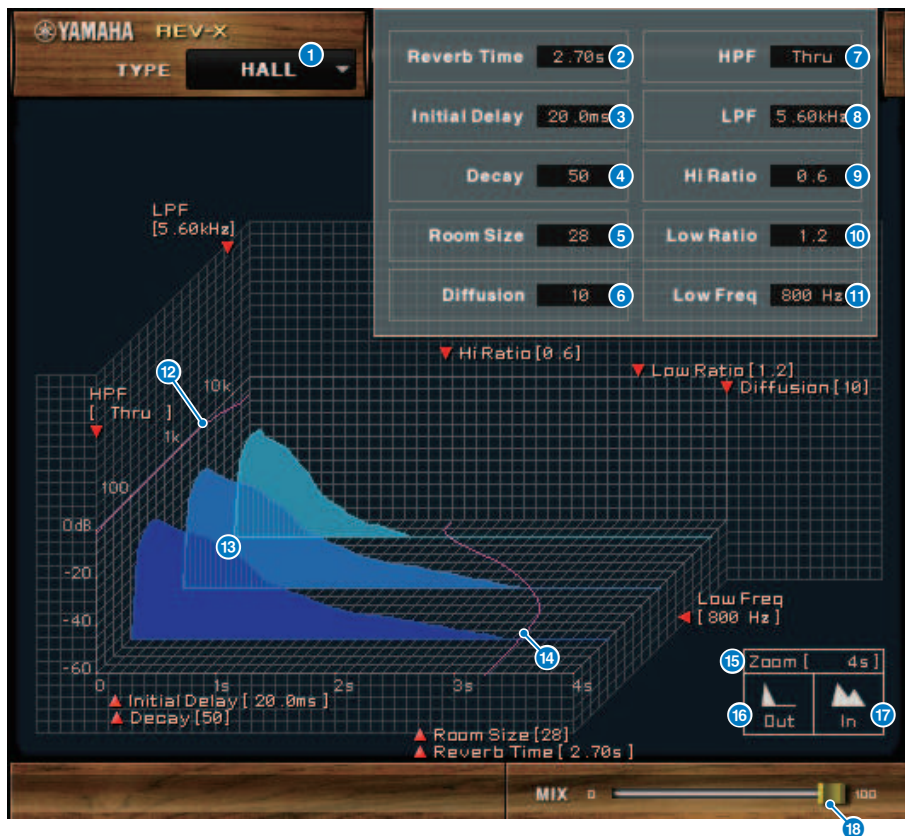 YAMAHA REV-X
TYPE HALL 1
Reverb Time 2.70s 2
HPF Thru 7
Initial Delay 20.0ms 3
LPF 5.60kHz 8
Decay 50 4
Hi Ratio 0.6 9
Room Size 28 5
Low Ratio 1.2 10
Diffusion 10 6
Low Freq 800 Hz 11
LPF
[5.60kHz]
Hi Ratio[0.6]
Low Ratio[1.2]
Diffusion[10]
12
10k
HPF
[ Thru ]
1k
100
0dB
13
-20
-40
-60
Low Freq
[800 Hz]
14
15 Zoom[ 4s]
16 Out
In 17
0 1s 2s 3s 4s
Initial Delay[20.0ms]
Decay[50]
Room Size[28]
Reverb Time[2.70s]
MIX 0 100
18